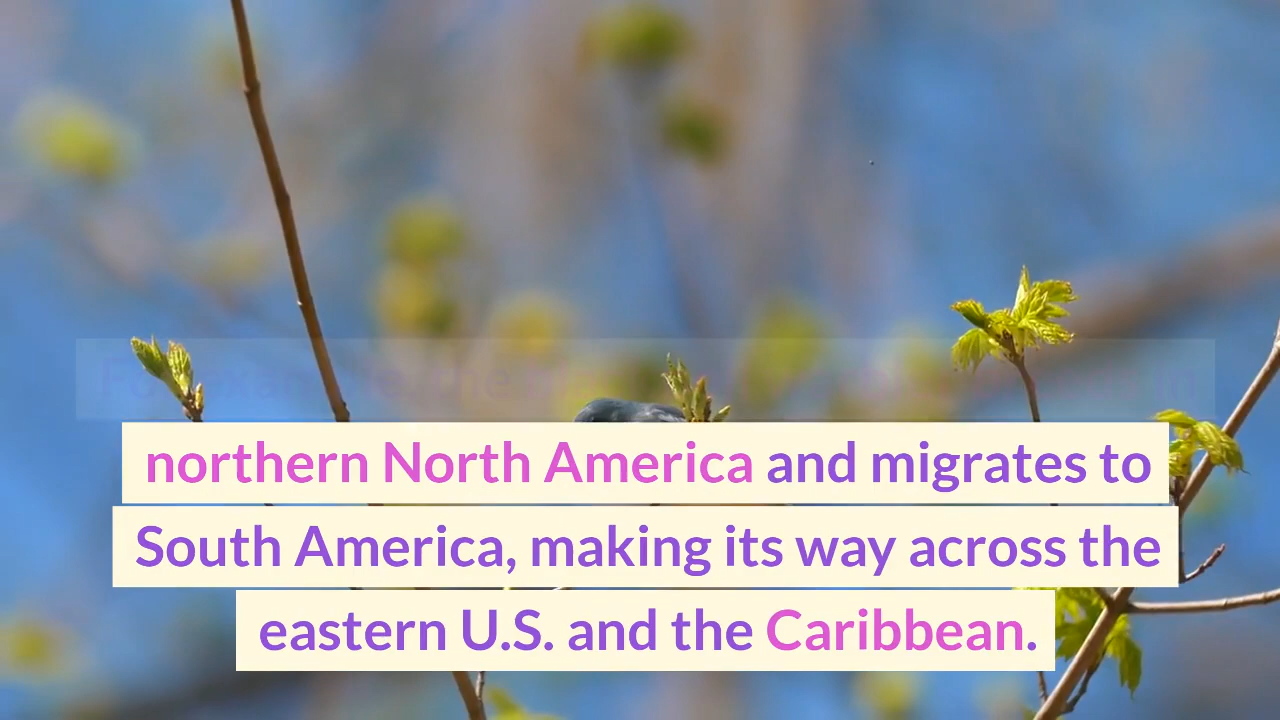 northern North America and migrates to
South America, making its way across the
eastern U.S. and the Caribbean.